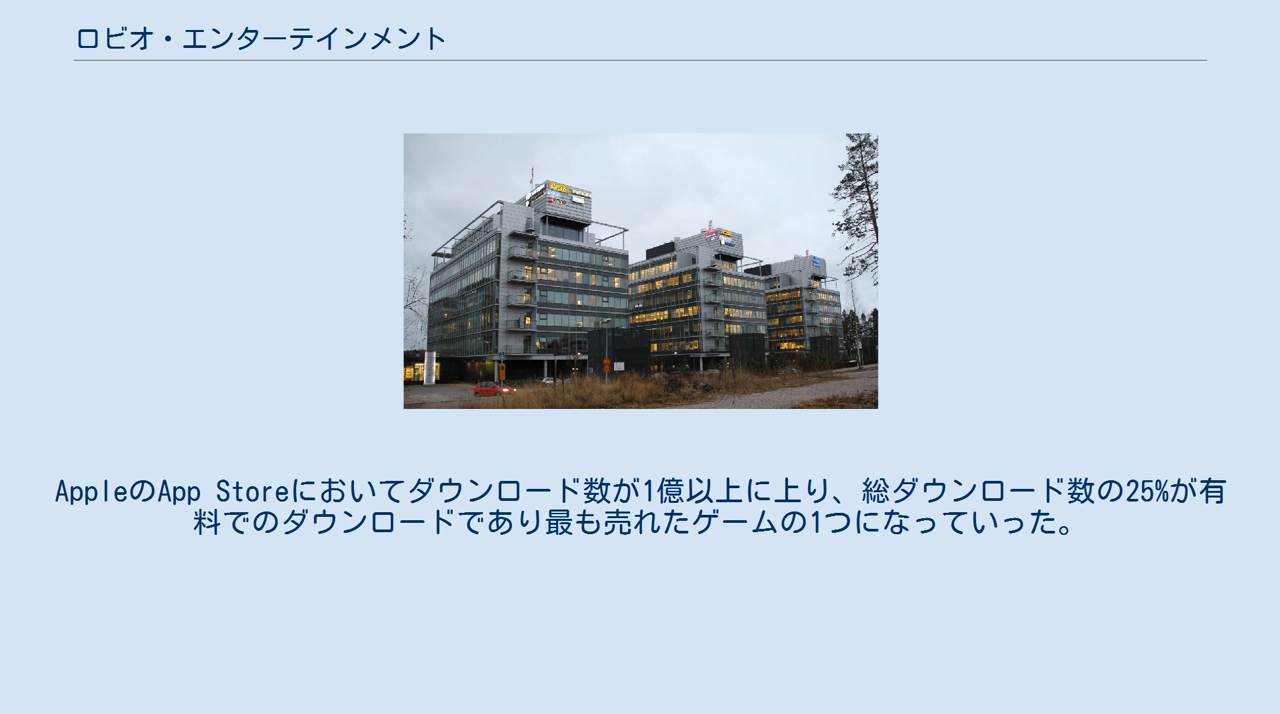 ロビオ・エンターテインメント
AppleのApp Storeにおいてダウンロード数が1億以上に上り、総ダウンロード数の25%が有
料でのダウンロードであり最も売れたゲームの1つになっていった。